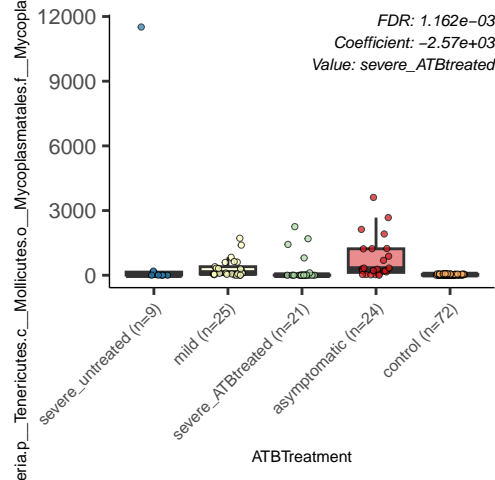 FDR: 1.162e−03
Coefficient: −2.57e+03
Value: severe_ATBtreated
12000
9000
6000
3000
0
eria.p__Tenericutes.c__Mollicutes.o__Mycoplasmatales.f__Mycopla
severe_untreated (n=9)
mild (n=25)
severe_ATBtreated (n=21)
asymptomatic (n=24)
control (n=72)
ATBTreatment